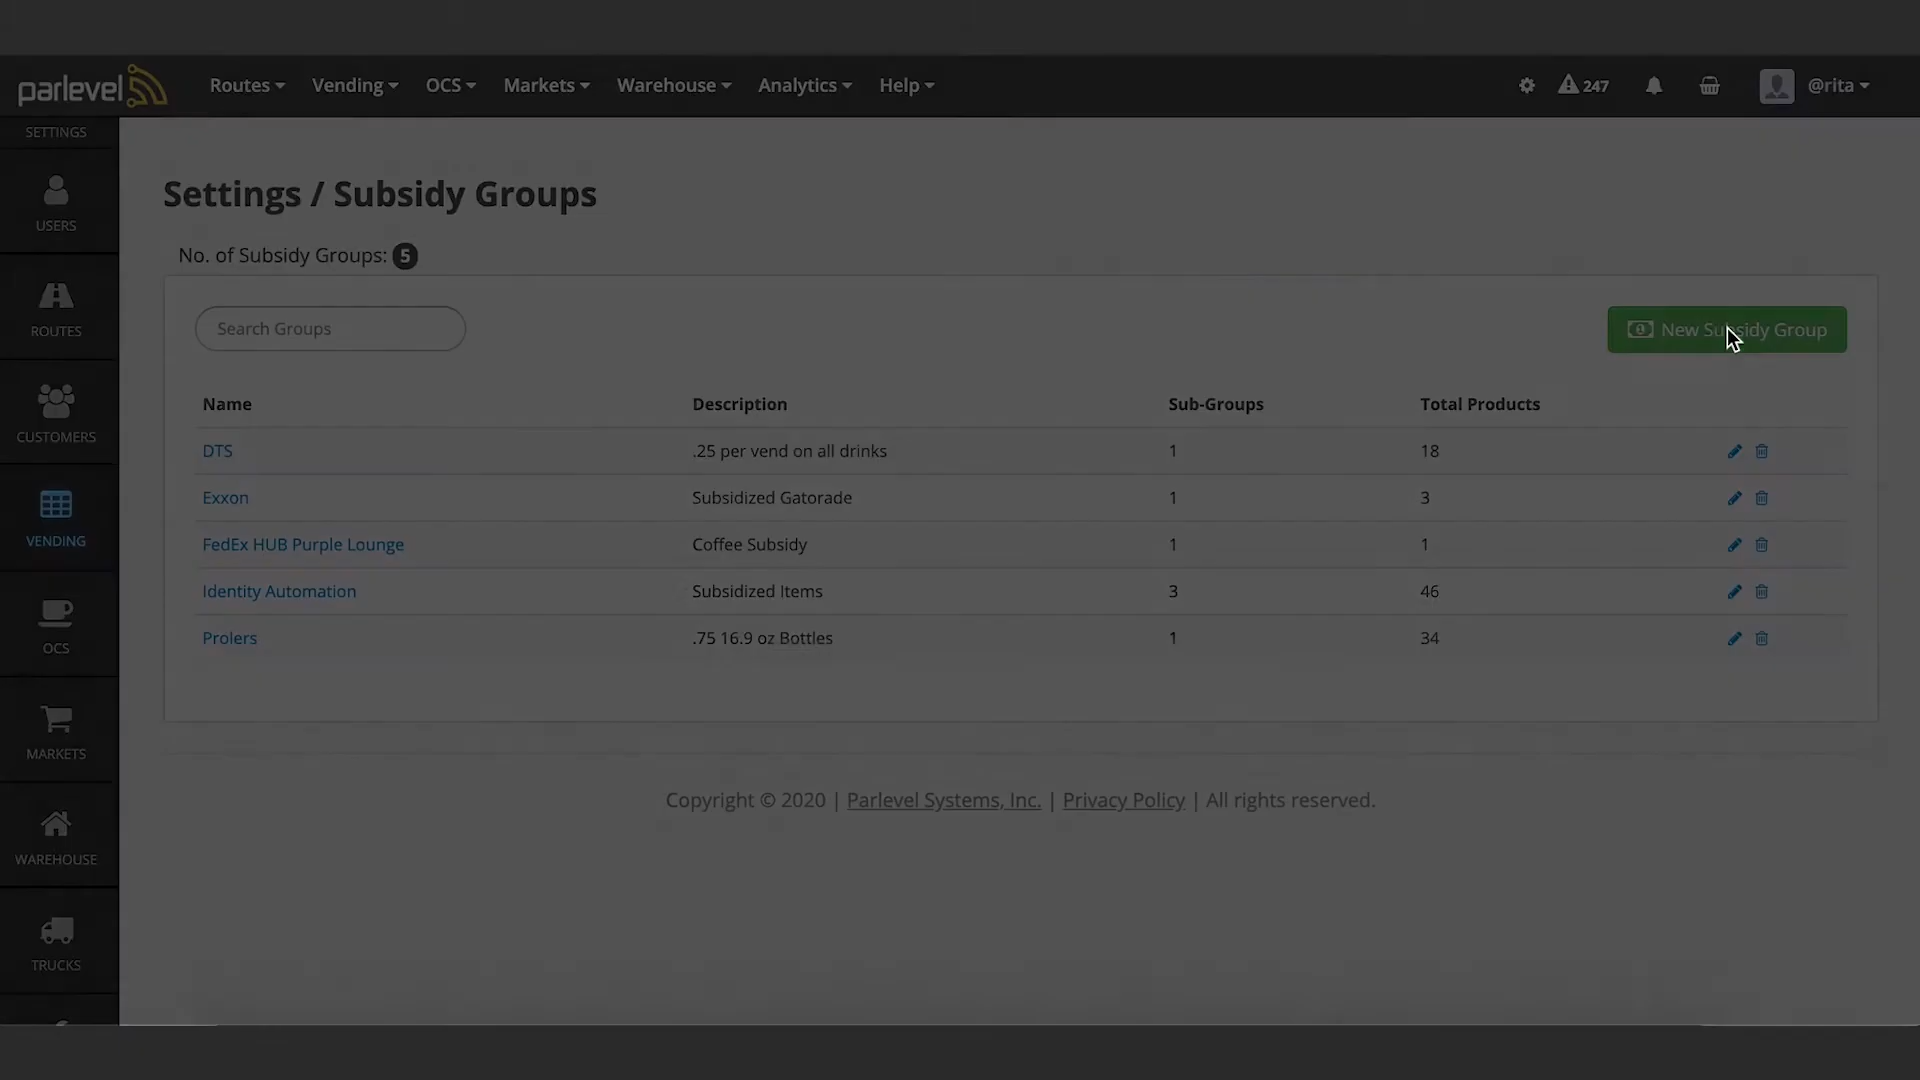 parlevel Routes Vending OCS Markets Warehouse Analytics Help 247 @rita
SETTINGS
USERS
ROUTES
CUSTOMERS
VENDING
OCS
MARKETS
WAREHOUSE
TRUCKS
Settings / Subsidy Groups
No. of Subsidy Groups: 5
Search Groups
New Subsidy Group
Name Description Sub-Groups Total Products
DTS .25 per vend on all drinks 1 18
Exxon Subsidized Gatorade 1 3
FedEx HUB Purple Lounge Coffee Subsidy 1 1
Identity Automation Subsidized Items 3 46
Prolers .75 16.9 oz Bottles 1 34
Copyright © 2020 | Parlevel Systems, Inc. | Privacy Policy | All rights reserved.